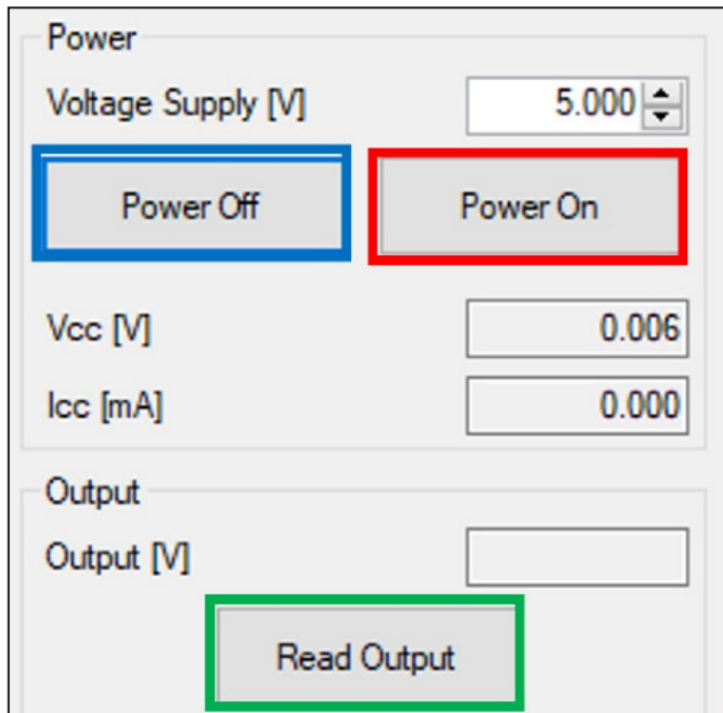 Power
Voltage Supply [V] 5.000
Power Off Power On
Vcc [V] 0.006
Icc [mA] 0.000
Output
Output [V]
Read Output